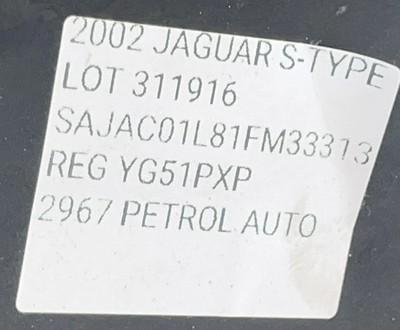 2002 JAGUAR S-TYPE
LOT 311916
SAJAC01L81FM33313
REG YG51PXP
2967 PETROL AUTO